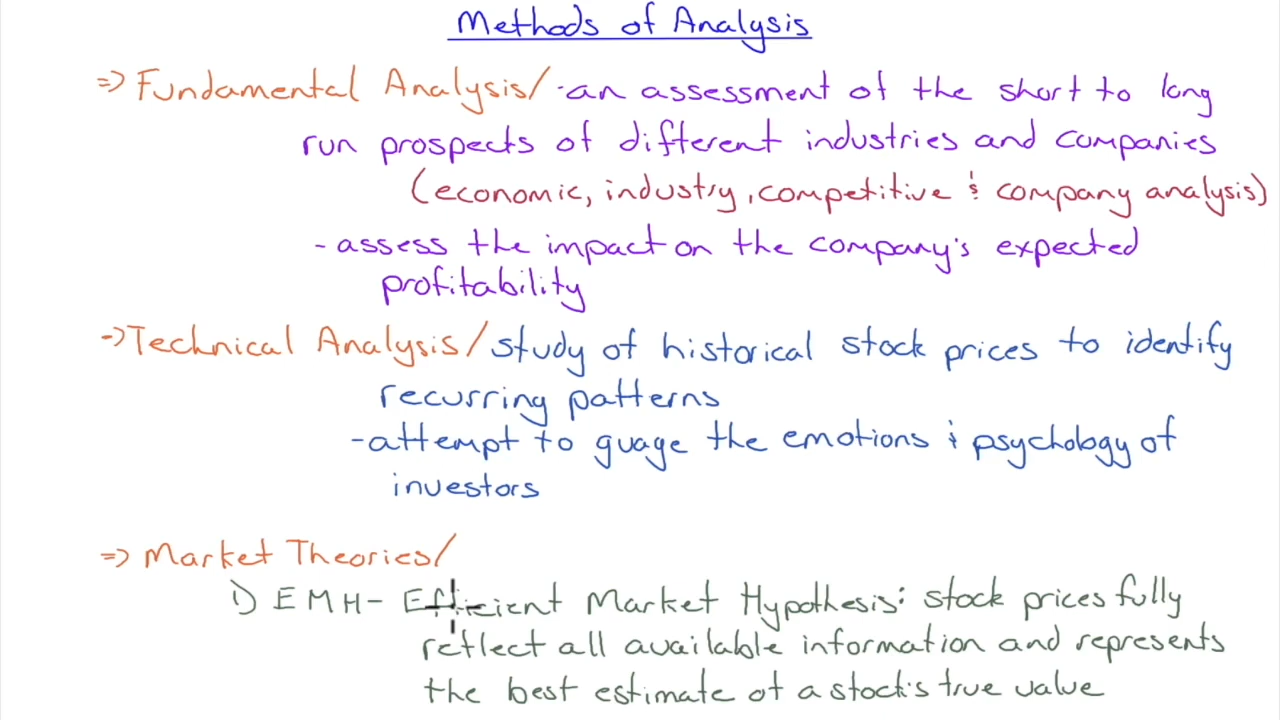 Methods of Analysis
=> Fundamental Analysis/ -an assessment of the short to long
run prospects of different industries and companies
(economic, industry, competitive & company analysis)
- assess the impact on the company's expected
profitability
-> Technical Analysis/ study of historical stock prices to identify
recurring patterns
-attempt to guage the emotions & psychology of
investors
=> Market Theories/
1) EMH- Efficient Market Hypothesis: stock prices fully
reflect all available information and represents
the best estimate of a stock's true value